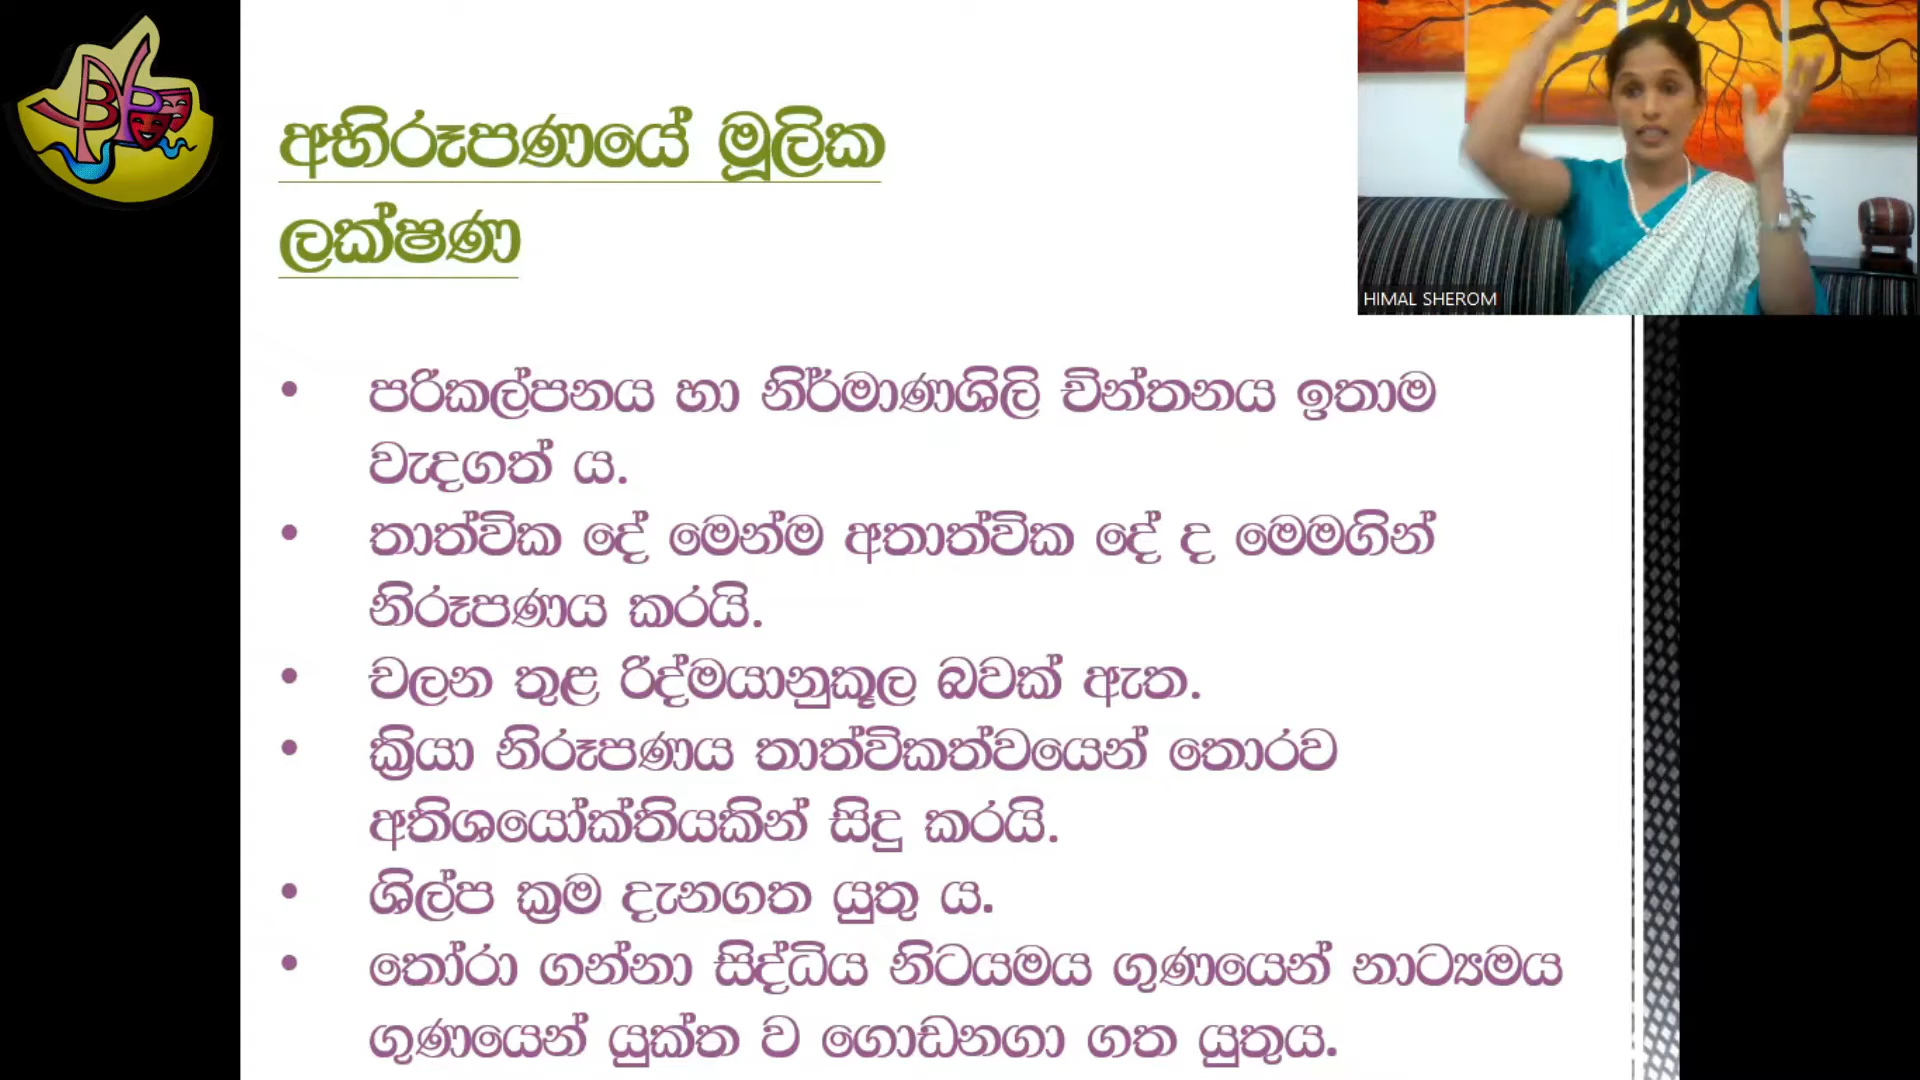 අභිරූපණයේ මූලික
ලක්ෂණ
HIMAL SHEROM
• පරිකල්පනය හා නිර්මාණශිලි චින්තනය ඉතාම
වැදගත් ය.
• තාත්වික දේ මෙන්ම අතාත්වික දේ ද මෙමගින්
නිරූපණය කරයි.
• චලන තුළ රිද්මයානුකූල බවක් ඇත.
• ක්‍රියා නිරූපණය තාත්විකත්වයෙන් තොරව
අතිශයෝක්තියකින් සිදු කරයි.
• ශිල්ප ක්‍රම දැනගත යුතු ය.
• තෝරා ගන්නා සිද්ධිය නිටයමය ගුණයෙන් නාට්‍යමය
ගුණයෙන් යුක්ත ව ගොඩනගා ගත යුතුය.